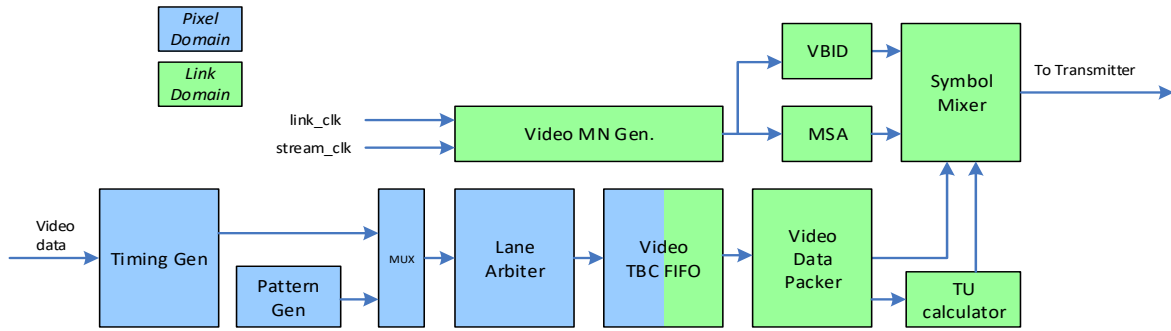 Pixel
Domain
Link
Domain
link_clk
stream_clk
Video MN Gen.
VBID
MSA
Symbol
Mixer
To Transmitter
Video
data
Timing Gen
Pattern
Gen
MUX
Lane
Arbiter
Video
TBC FIFO
Video
Data
Packer
TU
calculator